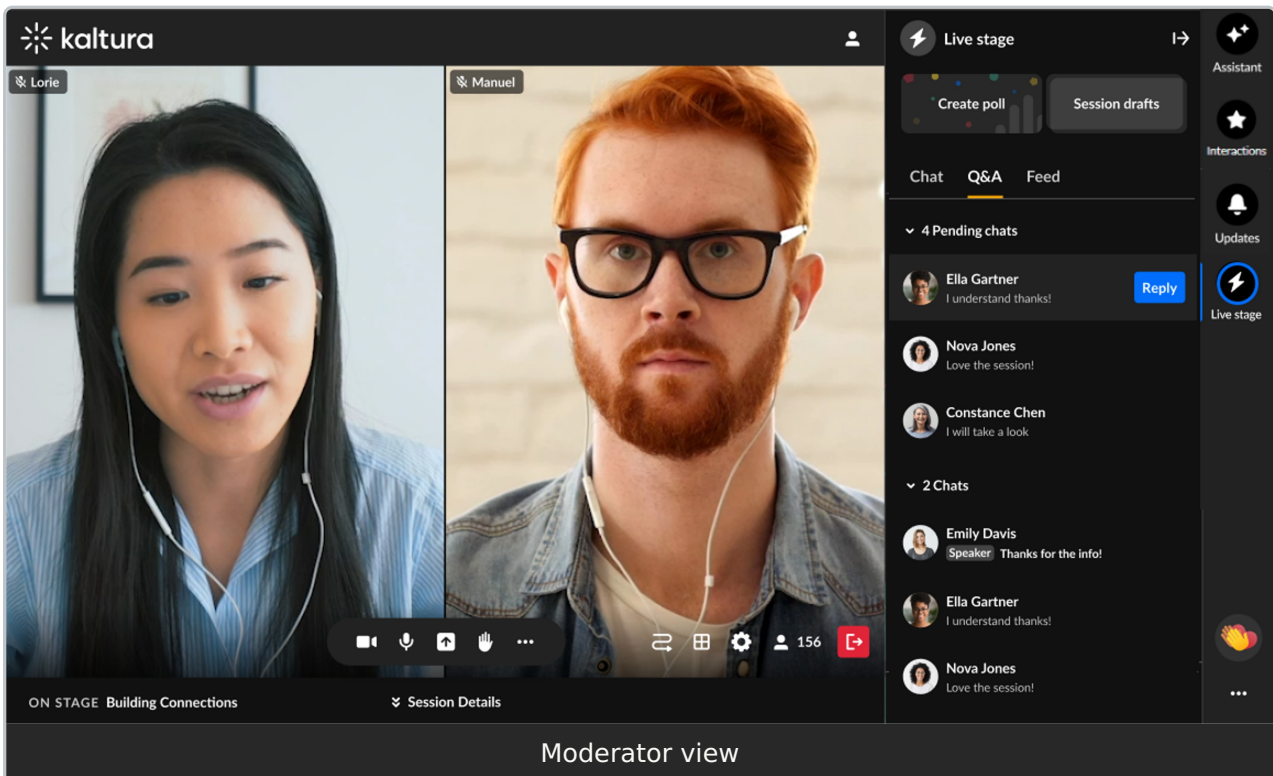 kaltura
Lorie
Manuel
156
ON STAGE Building Connections
Session Details
Live stage
Create poll
Session drafts
Chat Q&A Feed
4 Pending chats
Ella Gartner
I understand thanks!
Reply
Nova Jones
Love the session!
Constance Chen
I will take a look
2 Chats
Emily Davis
Speaker Thanks for the info!
Ella Gartner
I understand thanks!
Nova Jones
Love the session!
Assistant
Interactions
Updates
Live stage
Moderator view